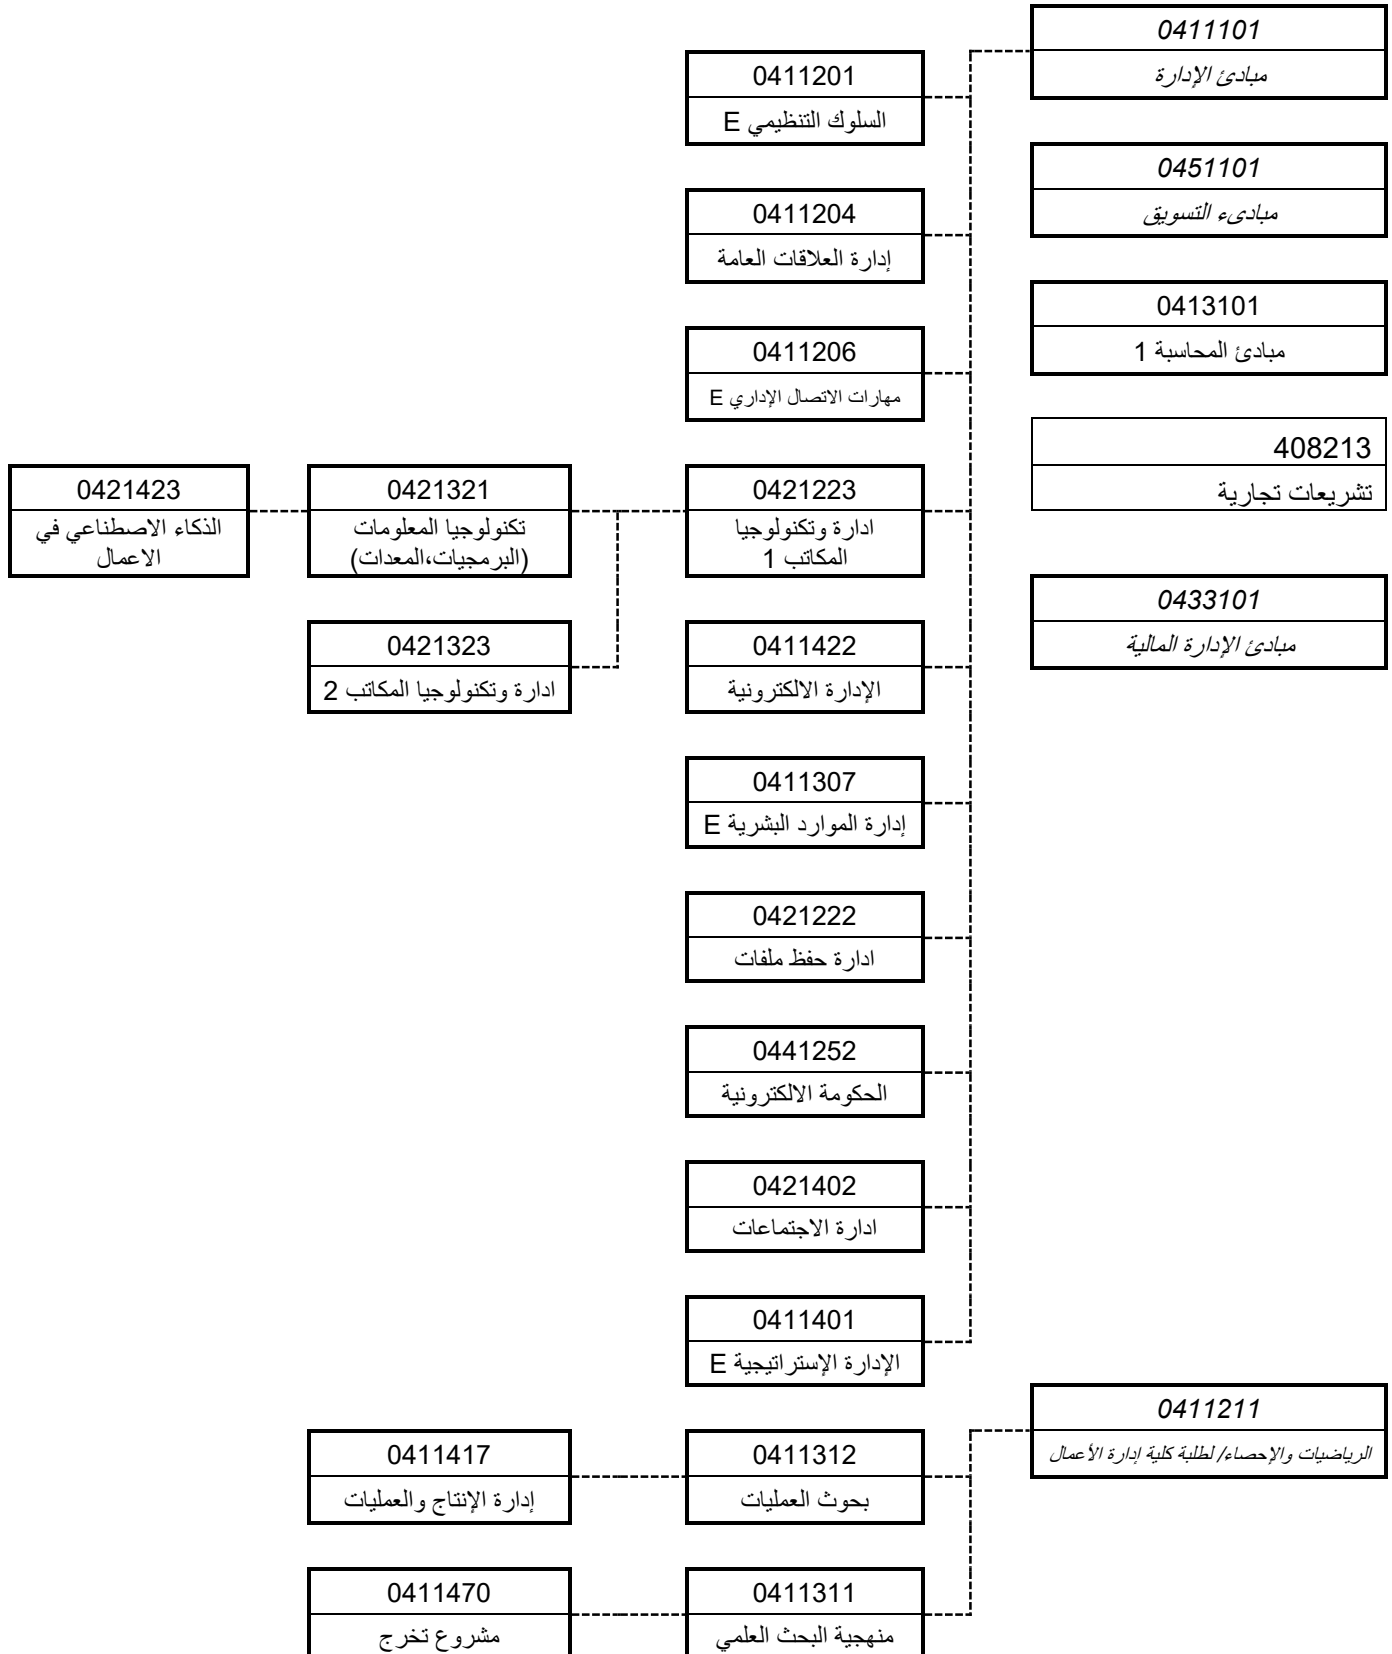 0411101
مبادئ الإدارة
0411201
السلوك التنظيمي E
0451101
مبادىء التسويق
0411204
إدارة العلاقات العامة
0413101
مبادئ المحاسبة 1
0411206
مهارات الاتصال الإداري E
408213
تشريعات تجارية
0421223
ادارة وتكنولوجيا
المكاتب 1
0421321
تكنولوجيا المعلومات
(البرمجيات،المعدات)
0421423
الذكاء الاصطناعي في
الاعمال
0433101
مبادئ الإدارة المالية
0411422
الإدارة الالكترونية
0421323
ادارة وتكنولوجيا المكاتب 2
0411307
إدارة الموارد البشرية E
0421222
ادارة حفظ ملفات
0441252
الحكومة الالكترونية
0421402
ادارة الاجتماعات
0411401
الإدارة الإستراتيجية E
0411211
الرياضيات والإحصاء/ لطلبة كلية إدارة الأعمال
0411312
بحوث العمليات
0411417
إدارة الإنتاج والعمليات
0411311
منهجية البحث العلمي
0411470
مشروع تخرج